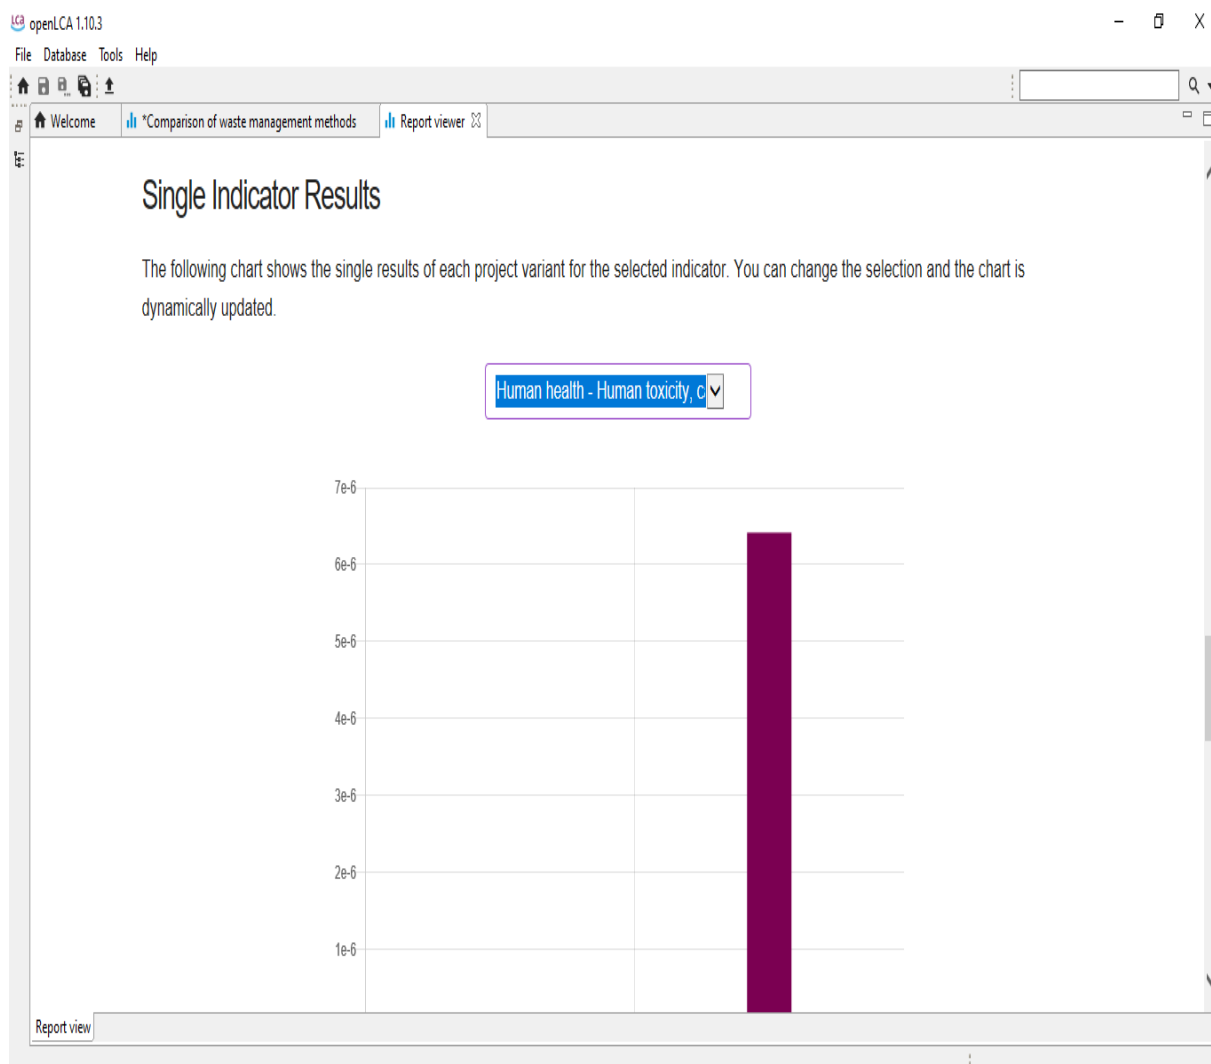 LCa openLCA 1.10.3
File Database Tools Help
Welcome *Comparison of waste management methods Report viewer
Single Indicator Results
The following chart shows the single results of each project variant for the selected indicator. You can change the selection and the chart is
dynamically updated.
Human health - Human toxicity, c
7e-6
6e-6
5e-6
4e-6
3e-6
2e-6
1e-6
Report view